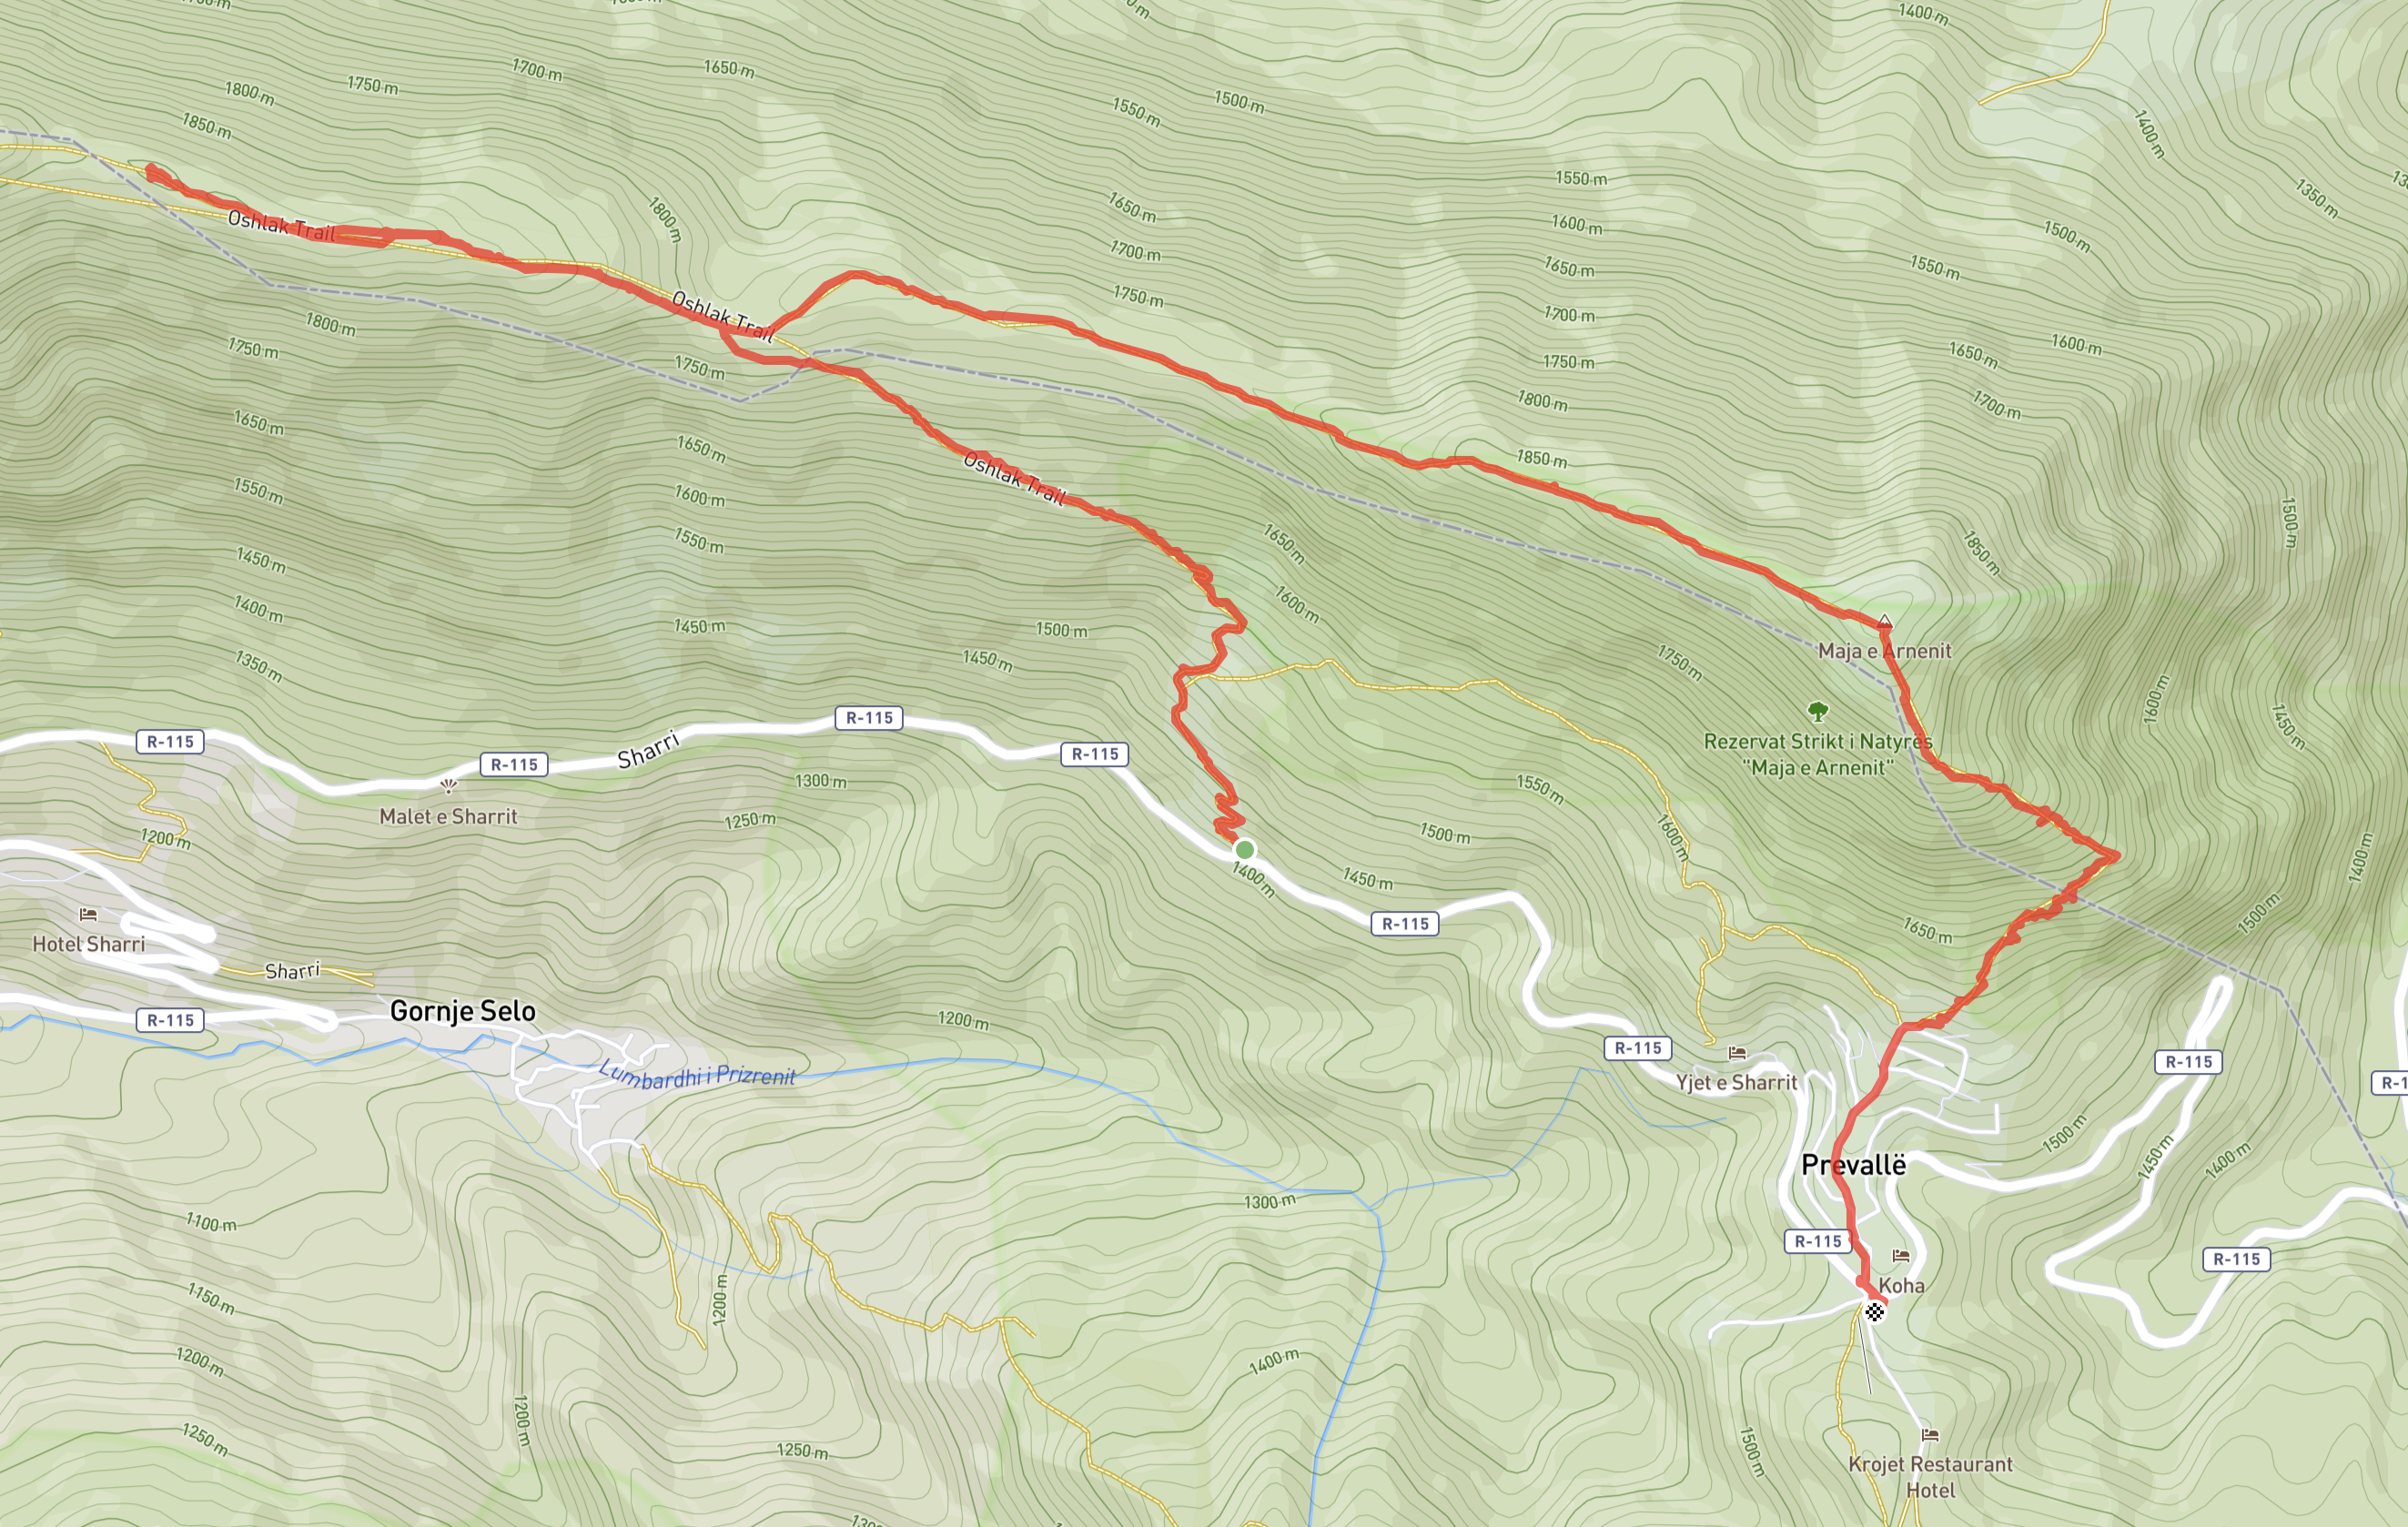 1400 m
1650 m
1700 m
1750 m
1800 m
1500 m
1550 m
1850 m
1400 m
1550 m
1350 m
1650 m
1800 m
Oshlak Trail
1600 m
1500 m
1700 m
1650 m
1550 m
1750 m
Oshlak Trail
1800 m
1700 m
1600 m
1750 m
1650 m
1750 m
1750 m
1800 m
1700 m
1650 m
1650 m
1850 m
Oshlak Trail
1550 m
1600 m
1500 m
1550 m
1650 m
1850 m
1450 m
1400 m
1600 m
1450 m
1500 m
Maja e Arnenit
1350 m
1450 m
1750 m
1600 m
R-115
R-115
Sharri
R-115
R-115
Rezervat Strikt i Natyrës
"Maja e Arnenit"
1450 m
1300 m
1550 m
Malet e Sharrit
1250 m
1200 m
1500 m
1600 m
1400 m
1400 m
1450 m
Hotel Sharri
R-115
1650 m
1500 m
Sharri
R-115
Gornje Selo
1200 m
R-115
R-115
Lumbardhi i Prizrenit
Yjet e Sharrit
R-1
1500 m
Prevallë
1450 m
1400 m
1300 m
1100 m
R-115
R-115
Koha
1150 m
1200 m
1200 m
1400 m
1200 m
1250 m
1250 m
1500 m
Krojet Restaurant
Hotel